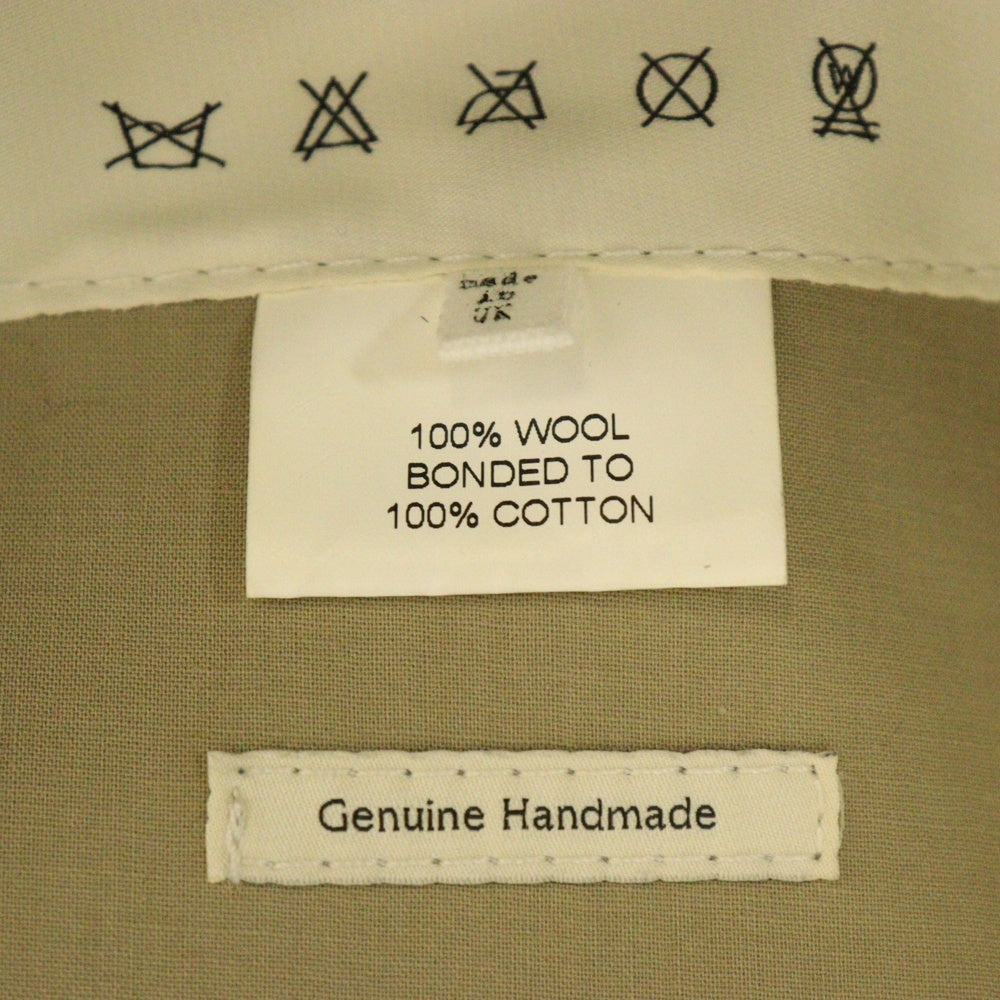 W
made
in
UK
100% WOOL
BONDED TO
100% COTTON
Genuine Handmade